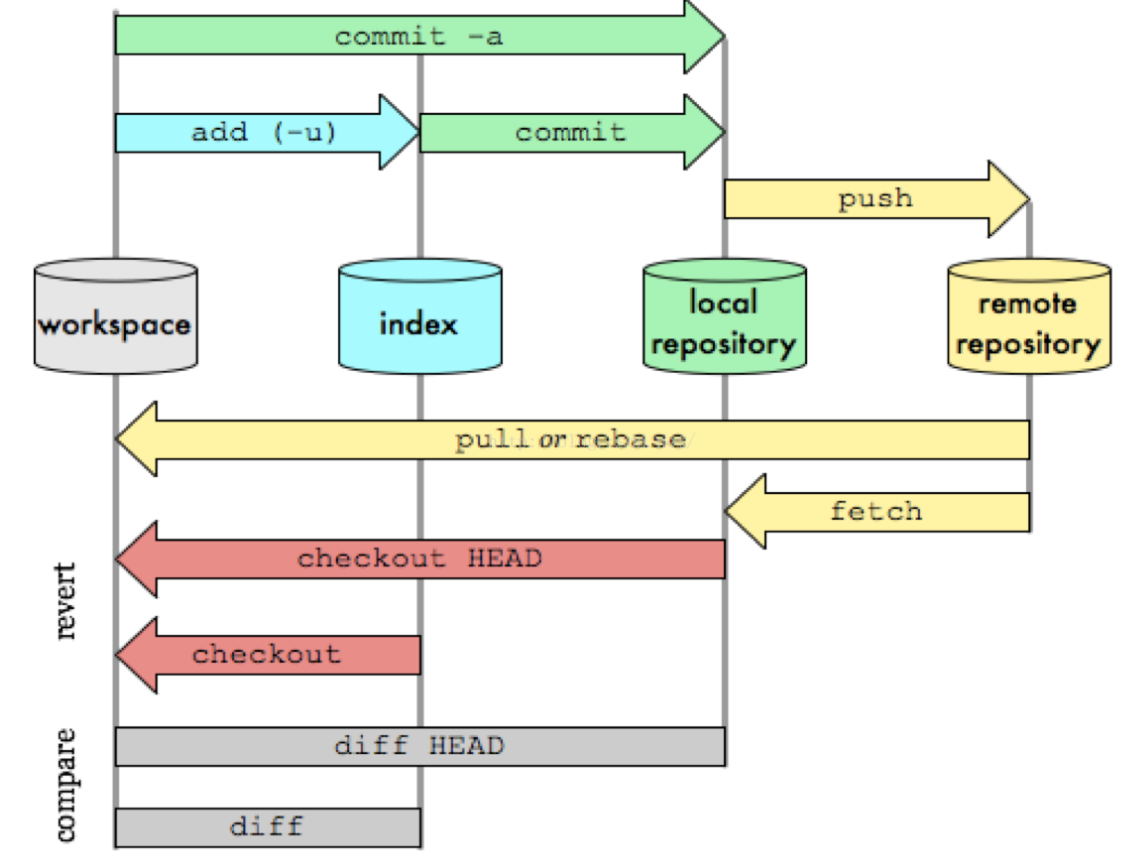 commit -a
add (-u)
commit
push
workspace
index
local
repository
remote
repository
pull or rebase
fetch
revert
checkout HEAD
checkout
compare
diff HEAD
diff